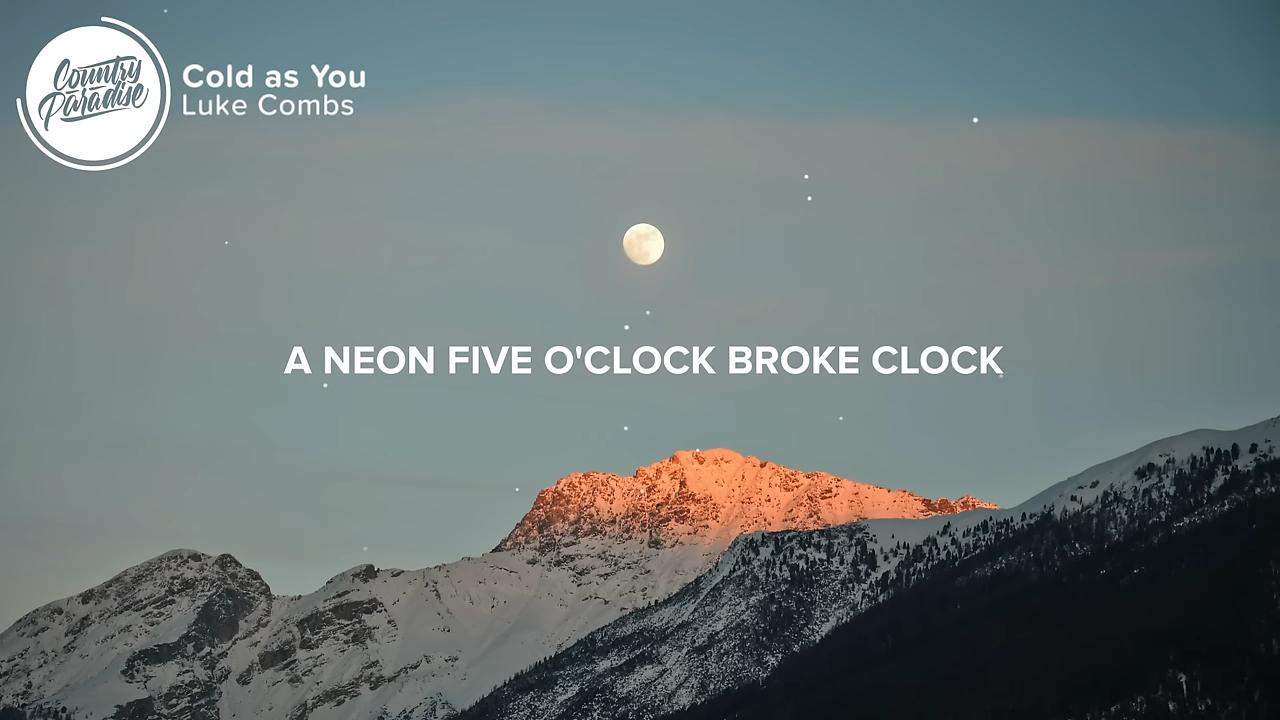 Country
Paradise
Cold as You
Luke Combs
A NEON FIVE O'CLOCK BROKE CLOCK